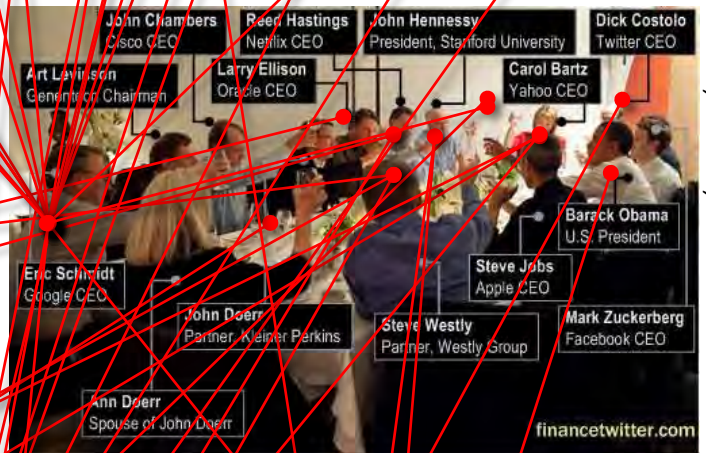 John Chambers
Cisco CEO
Reed Hastings
Netflix CEO
John Hennessy
President, Stanford University
Dick Costolo
Twitter CEO
Art Levinson
Genentech Chairman
Larry Ellison
Oracle CEO
Carol Bartz
Yahoo CEO
Barack Obama
U.S. President
Eric Schmidt
Google CEO
Steve Jobs
Apple CEO
John Doerr
Partner, Kleiner Perkins
Steve Westly
Partner, Westly Group
Mark Zuckerberg
Facebook CEO
Ann Doerr
Spouse of John Doerr
financetwitter.com